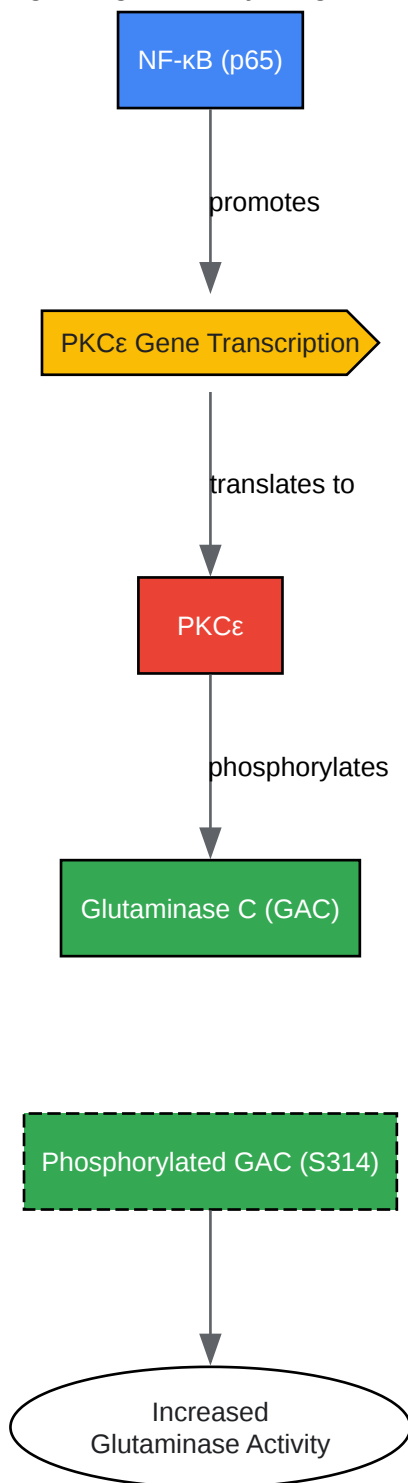 NF-κB (p65)
promotes
PKCε Gene Transcription
translates to
PKCε
phosphorylates
Glutaminase C (GAC)
Phosphorylated GAC (S314)
Increased
Glutaminase Activity